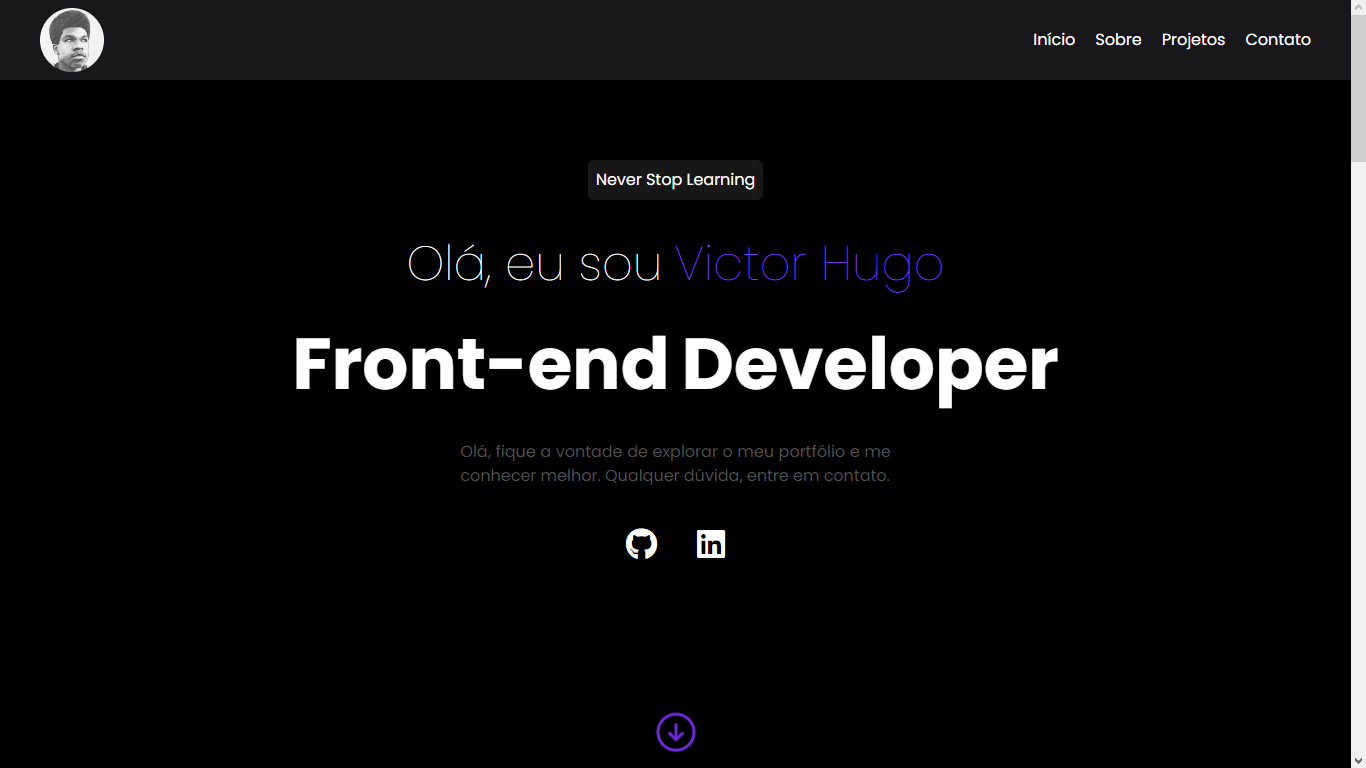 Início Sobre Projetos Contato
Never Stop Learning
Olá, eu sou Victor Hugo
Front-end Developer
Olá, fique a vontade de explorar o meu portfólio e me
conhecer melhor. Qualquer dúvida, entre em contato.
in